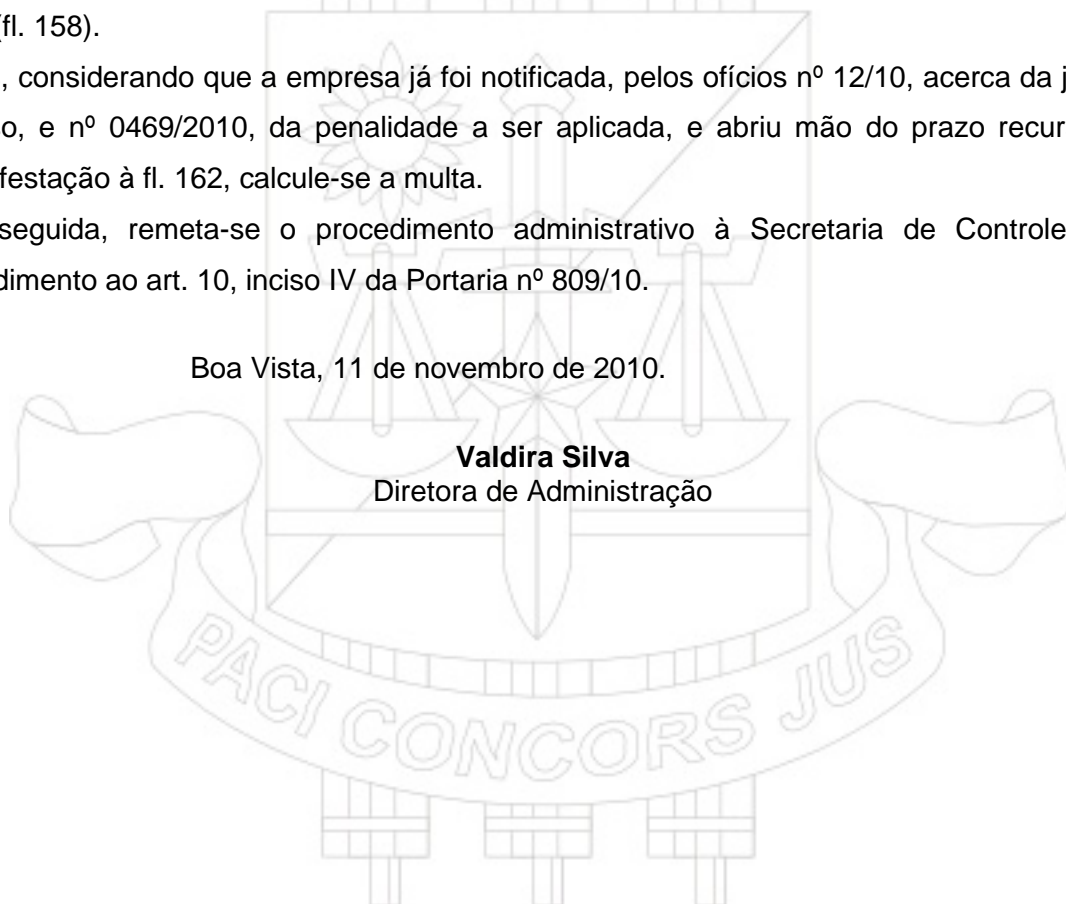 (fl. 158).
, considerando que a empresa já foi notificada, pelos ofícios nº 12/10, acerca da j
o, e nº 0469/2010, da penalidade a ser aplicada, e abriu mão do prazo recur
festação à fl. 162, calcule-se a multa.
seguida, remeta-se o procedimento administrativo à Secretaria de Controle
dimento ao art. 10, inciso IV da Portaria nº 809/10.
Boa Vista, 11 de novembro de 2010.
Valdira Silva
Diretora de Administração
PACI CONCORS JUS